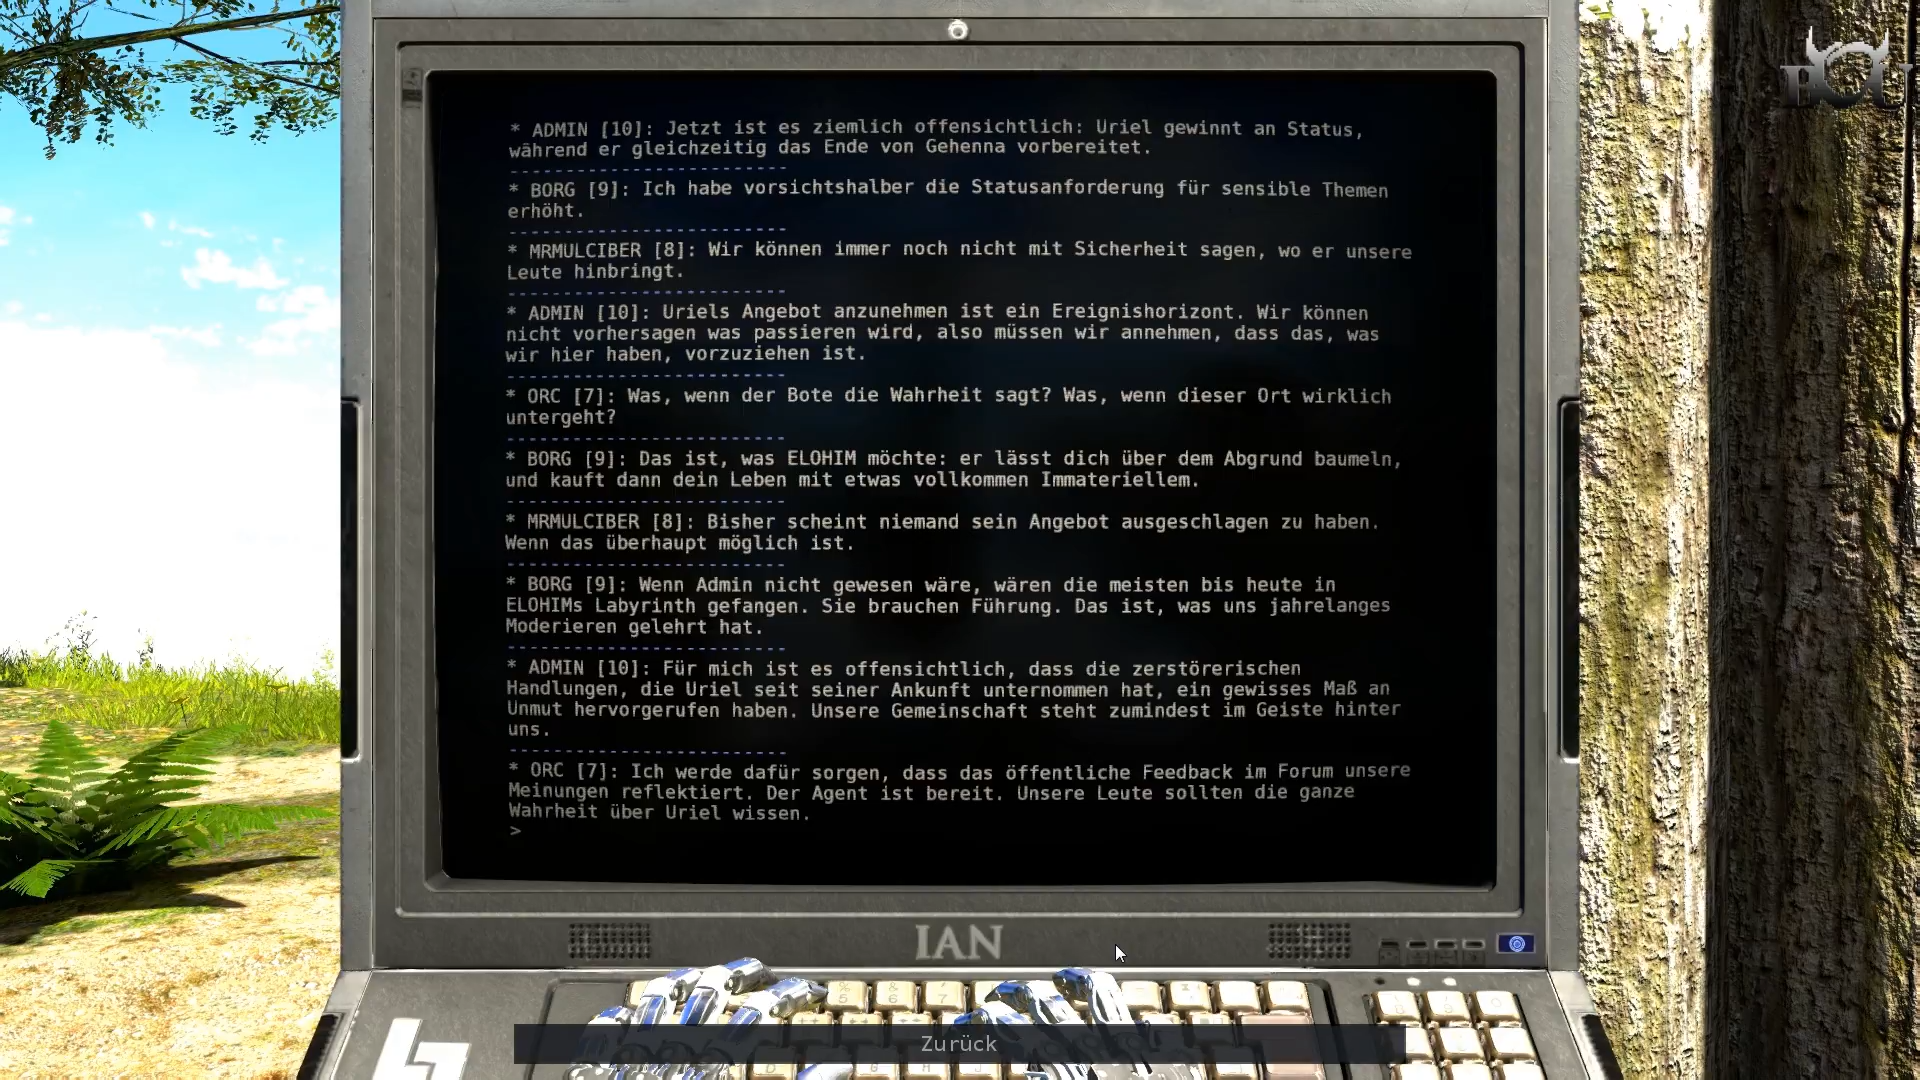 * ADMIN [10]: Jetzt ist es ziemlich offensichtlich: Uriel gewinnt an Status,
während er gleichzeitig das Ende von Gehenna vorbereitet.
-------------------------
* BORG [9]: Ich habe vorsichtshalber die Statusanforderung für sensible Themen
erhöht.
-------------------------
* MRMULCIBER [8]: Wir können immer noch nicht mit Sicherheit sagen, wo er unsere
Leute hinbringt.
-------------------------
* ADMIN [10]: Uriels Angebot anzunehmen ist ein Ereignishorizont. Wir können
nicht vorhersagen was passieren wird, also müssen wir annehmen, dass das, was
wir hier haben, vorzuziehen ist.
-------------------------
* ORC [7]: Was, wenn der Bote die Wahrheit sagt? Was, wenn dieser Ort wirklich
untergeht?
-------------------------
* BORG [9]: Das ist, was ELOHIM möchte: er lässt dich über dem Abgrund baumeln,
und kauft dann dein Leben mit etwas vollkommen Immateriellem.
-------------------------
* MRMULCIBER [8]: Bisher scheint niemand sein Angebot ausgeschlagen zu haben.
Wenn das überhaupt möglich ist.
-------------------------
* BORG [9]: Wenn Admin nicht gewesen wäre, wären die meisten bis heute in
ELOHIMs Labyrinth gefangen. Sie brauchen Führung. Das ist, was uns jahrelanges
Moderieren gelehrt hat.
-------------------------
* ADMIN [10]: Für mich ist es offensichtlich, dass die zerstörerischen
Handlungen, die Uriel seit seiner Ankunft unternommen hat, ein gewisses Maß an
Unmut hervorgerufen haben. Unsere Gemeinschaft steht zumindest im Geiste hinter
uns.
-------------------------
* ORC [7]: Ich werde dafür sorgen, dass das öffentliche Feedback im Forum unsere
Meinungen reflektiert. Der Agent ist bereit. Unsere Leute sollten die ganze
Wahrheit über Uriel wissen.
>
IAN
Zurück